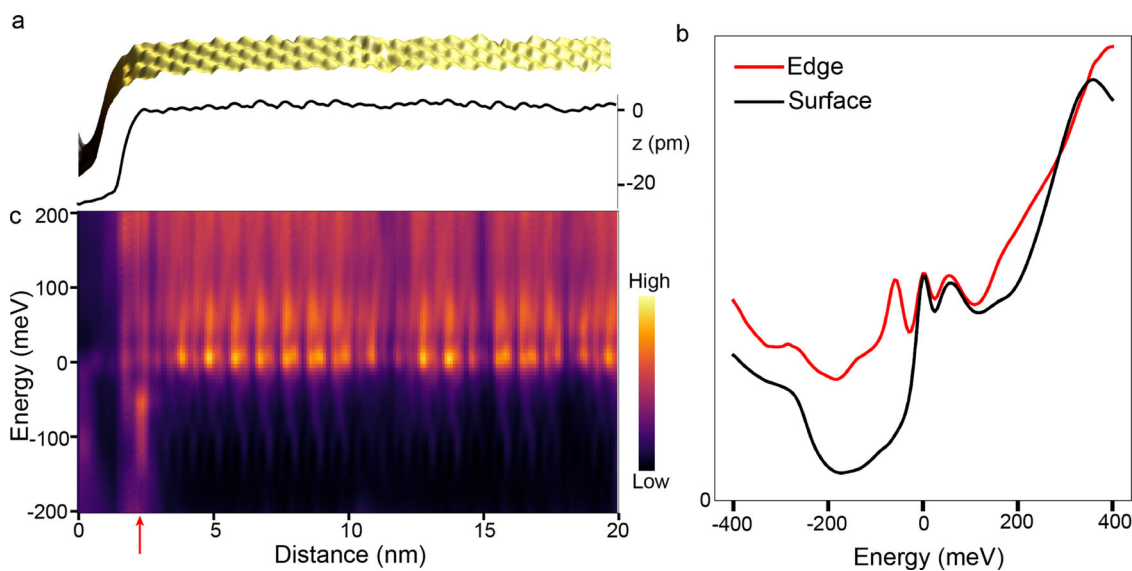 a
0
z (pm)
-20
c
200
100
0
-100
-200
Energy (meV)
0
5
10
15
20
Distance (nm)
High
Low
b
Edge
Surface
0
-400
-200
0
200
400
Energy (meV)